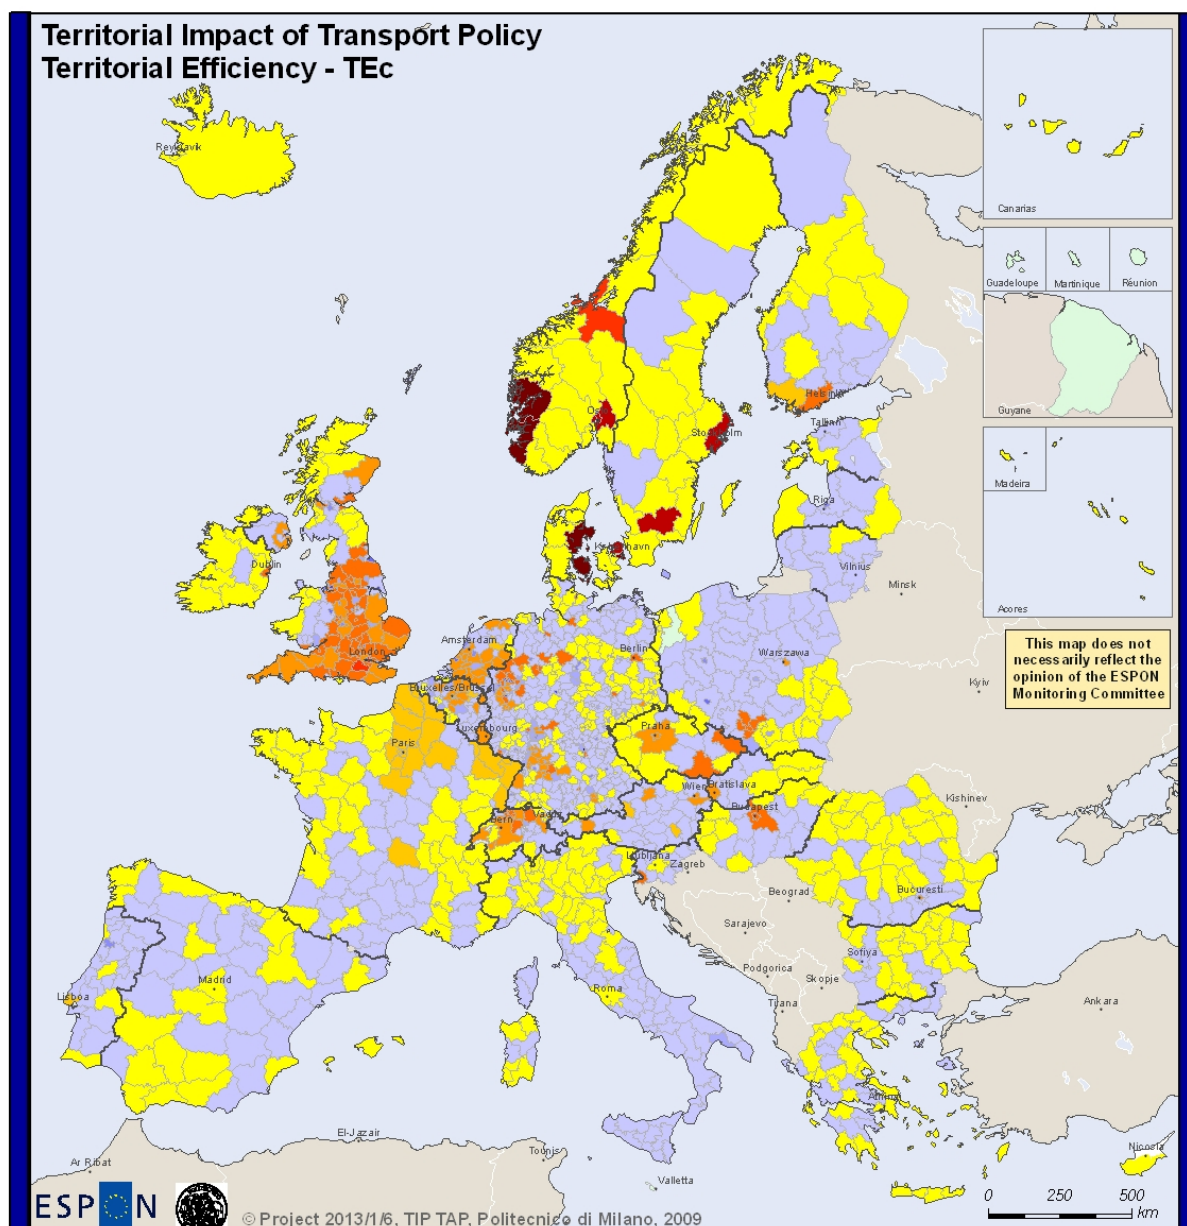 Territorial Impact of Transport Policy
Territorial Efficiency - TEc
Reykjavik
Canarias
Guadeloupe
Martinique
Réunion
Guyane
Madeira
Acores
This map does not
necessarily reflect the
opinion of the ESPON
Monitoring Committee
Helsinki
Tallinn
Stockholm
Riga
København
Vilnius
Minsk
Dublin
London
Amsterdam
Berlin
Warszawa
Bruxelles/Brussel
Kyiv
Luxembourg
Praha
Paris
Wien
Bratislava
Budapest
Kishinev
Bern
Vaduz
Ljubljana
Zagreb
Beograd
Bucuresti
Sarajevo
Sofiya
Madrid
Podgorica
Skopje
Roma
Tirana
Lisboa
Ankara
El-Jazair
Tounis
Ar Ribat
Valletta
Nicosia
0 250 500
km
ESPON
© Project 2013/1/6, TIP TAP, Politecnico di Milano, 2009